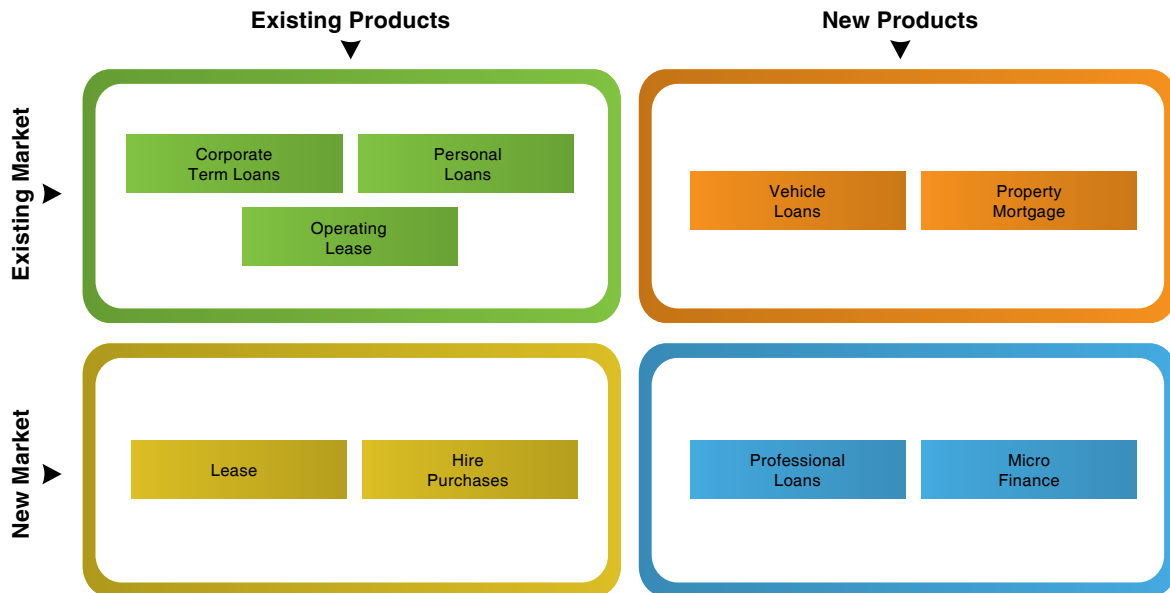 Existing Products
New Products
Existing Market
Corporate
Term Loans
Personal
Loans
Operating
Lease
Vehicle
Loans
Property
Mortgage
New Market
Lease
Hire
Purchases
Professional
Loans
Micro
Finance